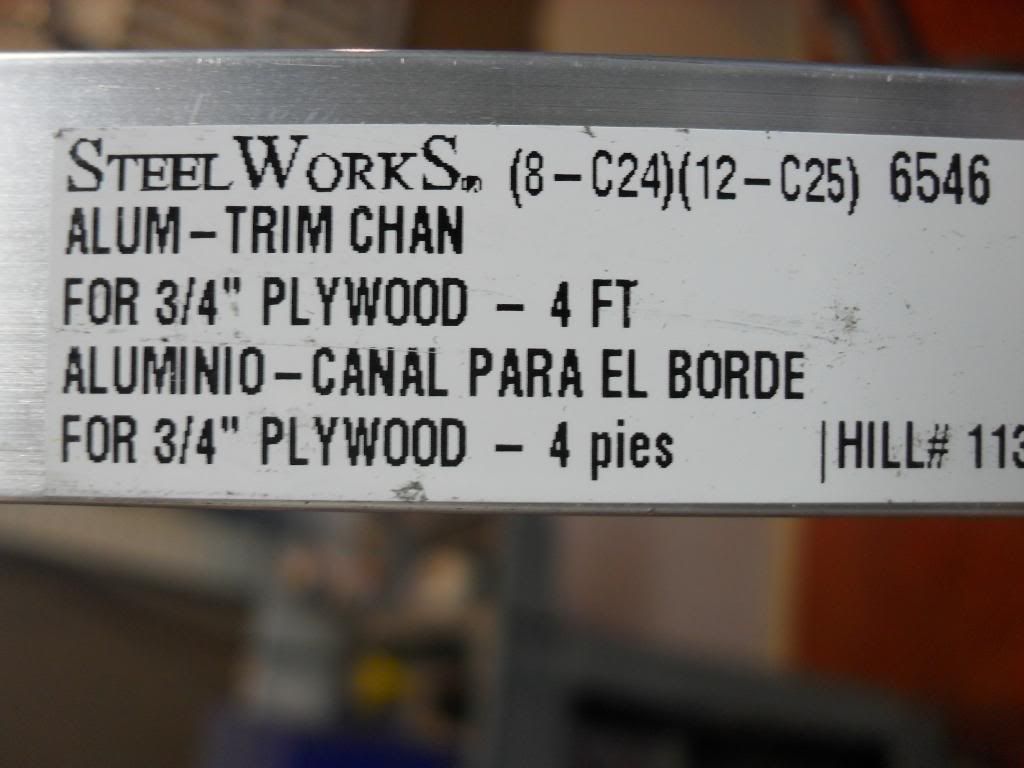 STEELWORKS (8-C24)(12-C25) 6546
ALUM-TRIM CHAN
FOR 3/4" PLYWOOD - 4 FT
ALUMINIO-CANAL PARA EL BORDE
FOR 3/4" PLYWOOD - 4 pies |HILL# 113